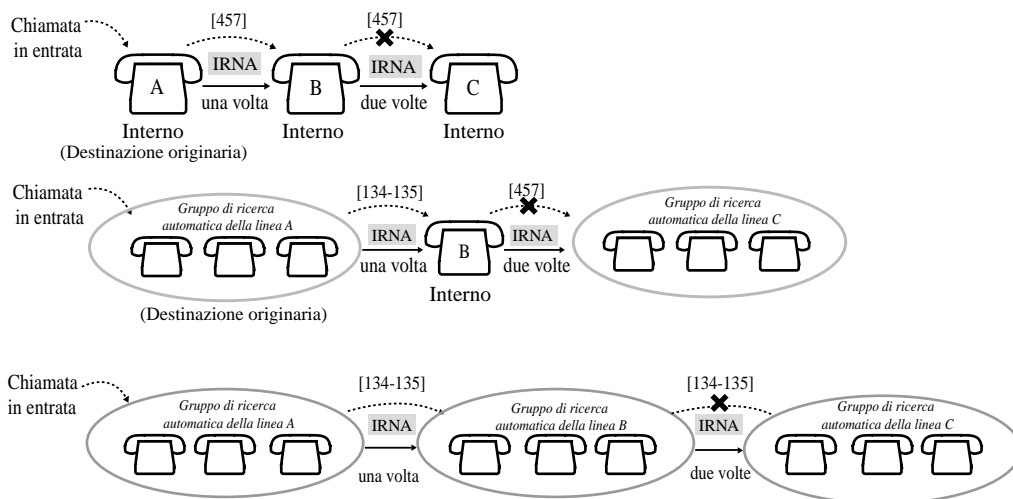 Chiamata
in entrata
[457]
[457]
A
IRNA
B
IRNA
C
una volta
due volte
Interno
Interno
Interno
(Destinazione originaria)
Chiamata
in entrata
[134-135]
[457]
Gruppo di ricerca
automatica della linea A
IRNA
B
IRNA
Gruppo di ricerca
automatica della linea C
una volta
due volte
Interno
(Destinazione originaria)
Chiamata
in entrata
[134-135]
[134-135]
Gruppo di ricerca
automatica della linea A
IRNA
Gruppo di ricerca
automatica della linea B
IRNA
Gruppo di ricerca
automatica della linea C
una volta
due volte